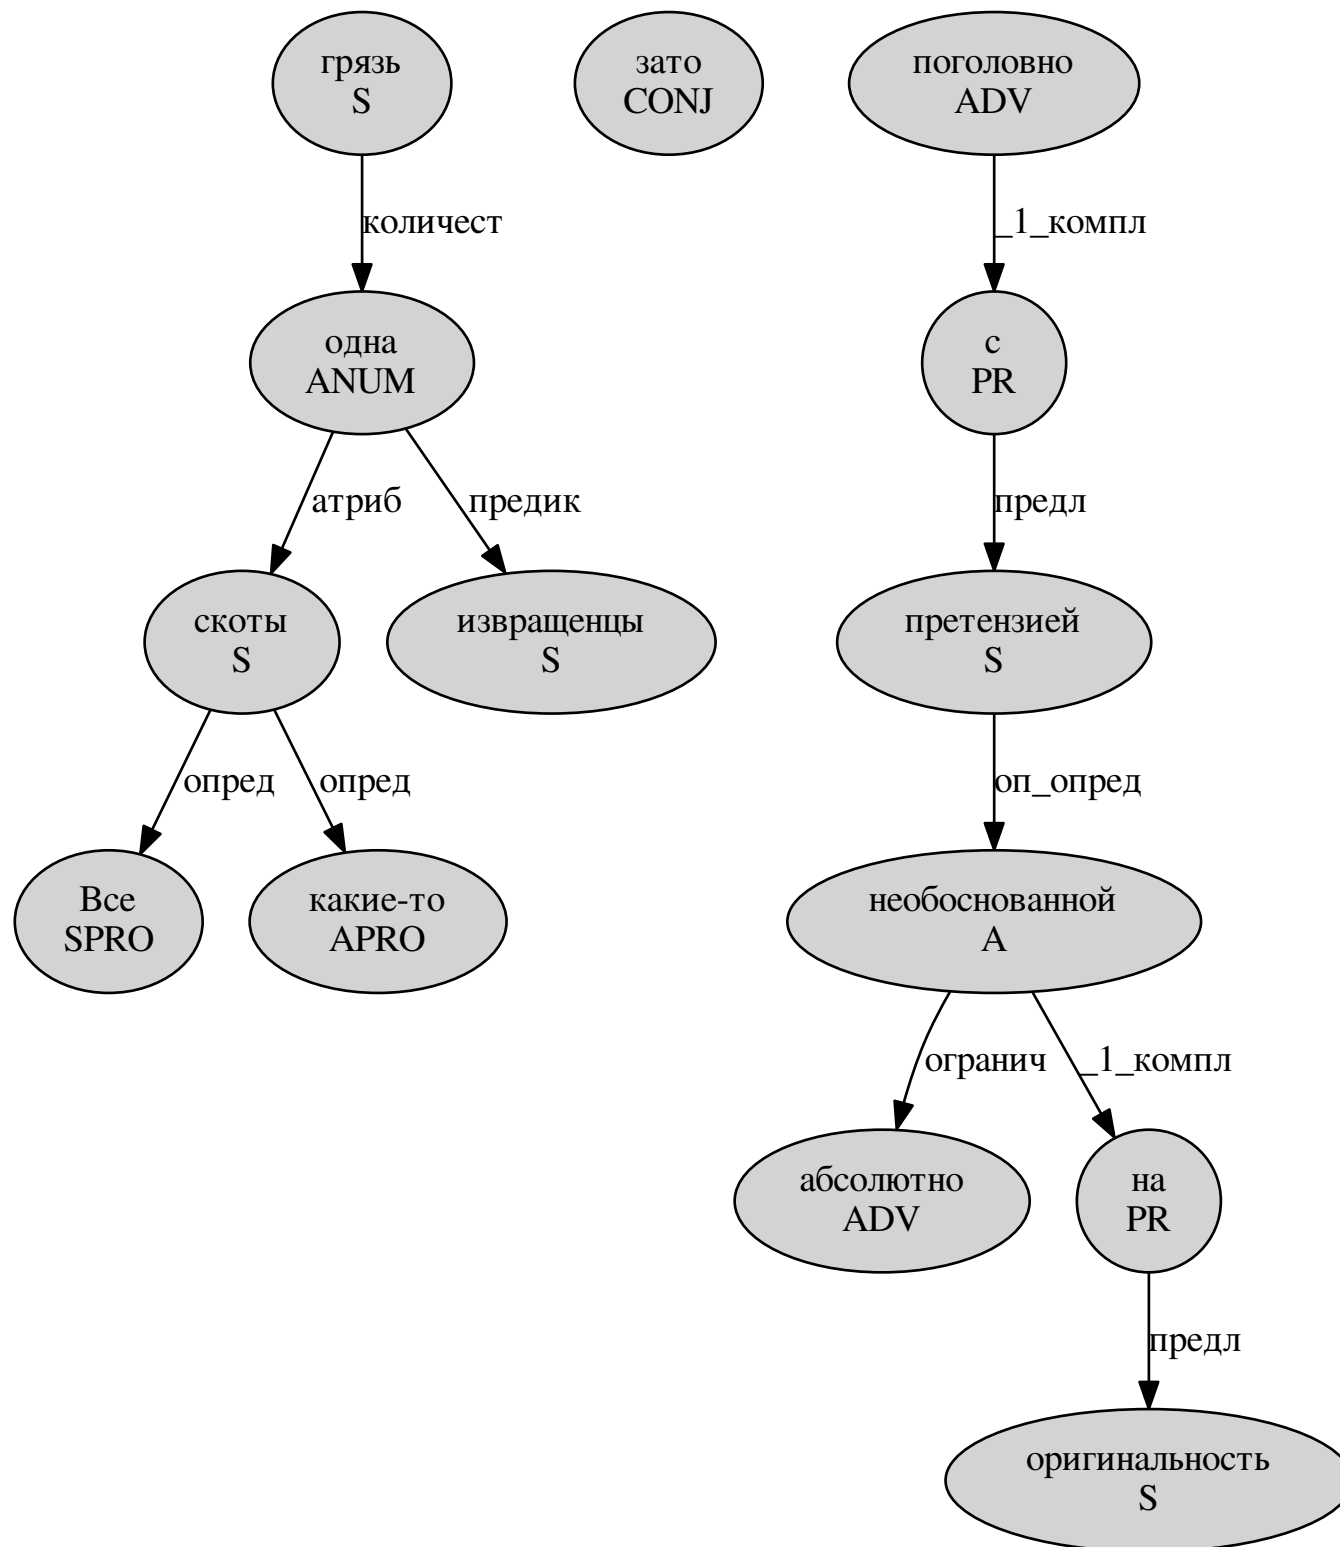 грязь
S
зато
CONJ
поголовно
ADV
количест
_1_компл
одна
ANUM
с
PR
атриб
предик
предл
скоты
S
извращенцы
S
претензией
S
опред
опред
оп_опред
Все
SPRO
какие-то
APRO
необоснованной
A
огранич
_1_компл
абсолютно
ADV
на
PR
предл
оригинальность
S